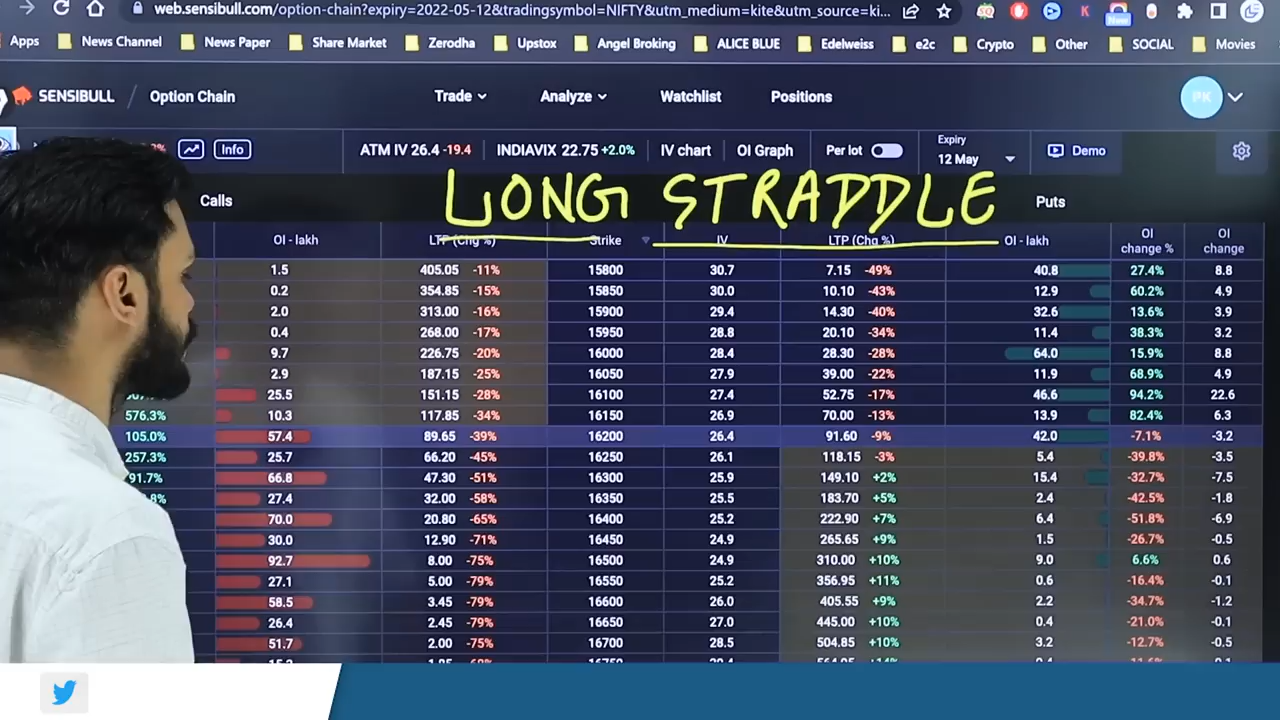 web.sensibull.com/option-chain?expiry=2022-05-12&tradingsymbol=NIFTY&utm_medium=kite&utm_source=ki...
New
Apps News Channel News Paper Share Market Zerodha Upstox Angel Broking ALICE BLUE Edelweiss e2c Crypto Other SOCIAL Movies
SENSIBULL / Option Chain Trade Analyze Watchlist Positions PK
Info ATM IV 26.4 -19.4 INDIAVIX 22.75 +2.0% IV chart OI Graph Per lot Expiry 12 May Demo
LONG STRADDLE
Calls Puts
OI - lakh LTP (Chg %) Strike IV LTP (Chg %) OI - lakh OI change % OI change
1.5 405.05 -11% 15800 30.7 7.15 -49% 40.8 27.4% 8.8
0.2 354.85 -15% 15850 30.0 10.10 -43% 12.9 60.2% 4.9
2.0 313.00 -16% 15900 29.4 14.30 -40% 32.6 13.6% 3.9
0.4 268.00 -17% 15950 28.8 20.10 -34% 11.4 38.3% 3.2
9.7 226.75 -20% 16000 28.4 28.30 -28% 64.0 15.9% 8.8
2.9 187.15 -25% 16050 27.9 39.00 -22% 11.9 68.9% 4.9
25.5 151.15 -28% 16100 27.4 52.75 -17% 46.6 94.2% 22.6
576.3% 10.3 117.85 -34% 16150 26.9 70.00 -13% 13.9 82.4% 6.3
105.0% 57.4 89.65 -39% 16200 26.4 91.60 -9% 42.0 -7.1% -3.2
257.3% 25.7 66.20 -45% 16250 26.1 118.15 -3% 5.4 -39.8% -3.5
91.7% 66.8 47.30 -51% 16300 25.9 149.10 +2% 15.4 -32.7% -7.5
27.4 32.00 -58% 16350 25.5 183.70 +5% 2.4 -42.5% -1.8
70.0 20.80 -65% 16400 25.2 222.90 +7% 6.4 -51.8% -6.9
30.0 12.90 -71% 16450 24.9 265.65 +9% 1.5 -26.7% -0.5
92.7 8.00 -75% 16500 24.9 310.00 +10% 9.0 6.6% 0.6
27.1 5.00 -79% 16550 25.2 356.95 +11% 0.6 -16.4% -0.1
58.5 3.45 -79% 16600 26.0 405.55 +9% 2.2 -34.7% -1.2
26.4 2.45 -79% 16650 27.0 445.00 +10% 0.4 -21.0% -0.1
51.7 2.00 -75% 16700 28.5 504.85 +10% 3.2 -12.7% -0.5